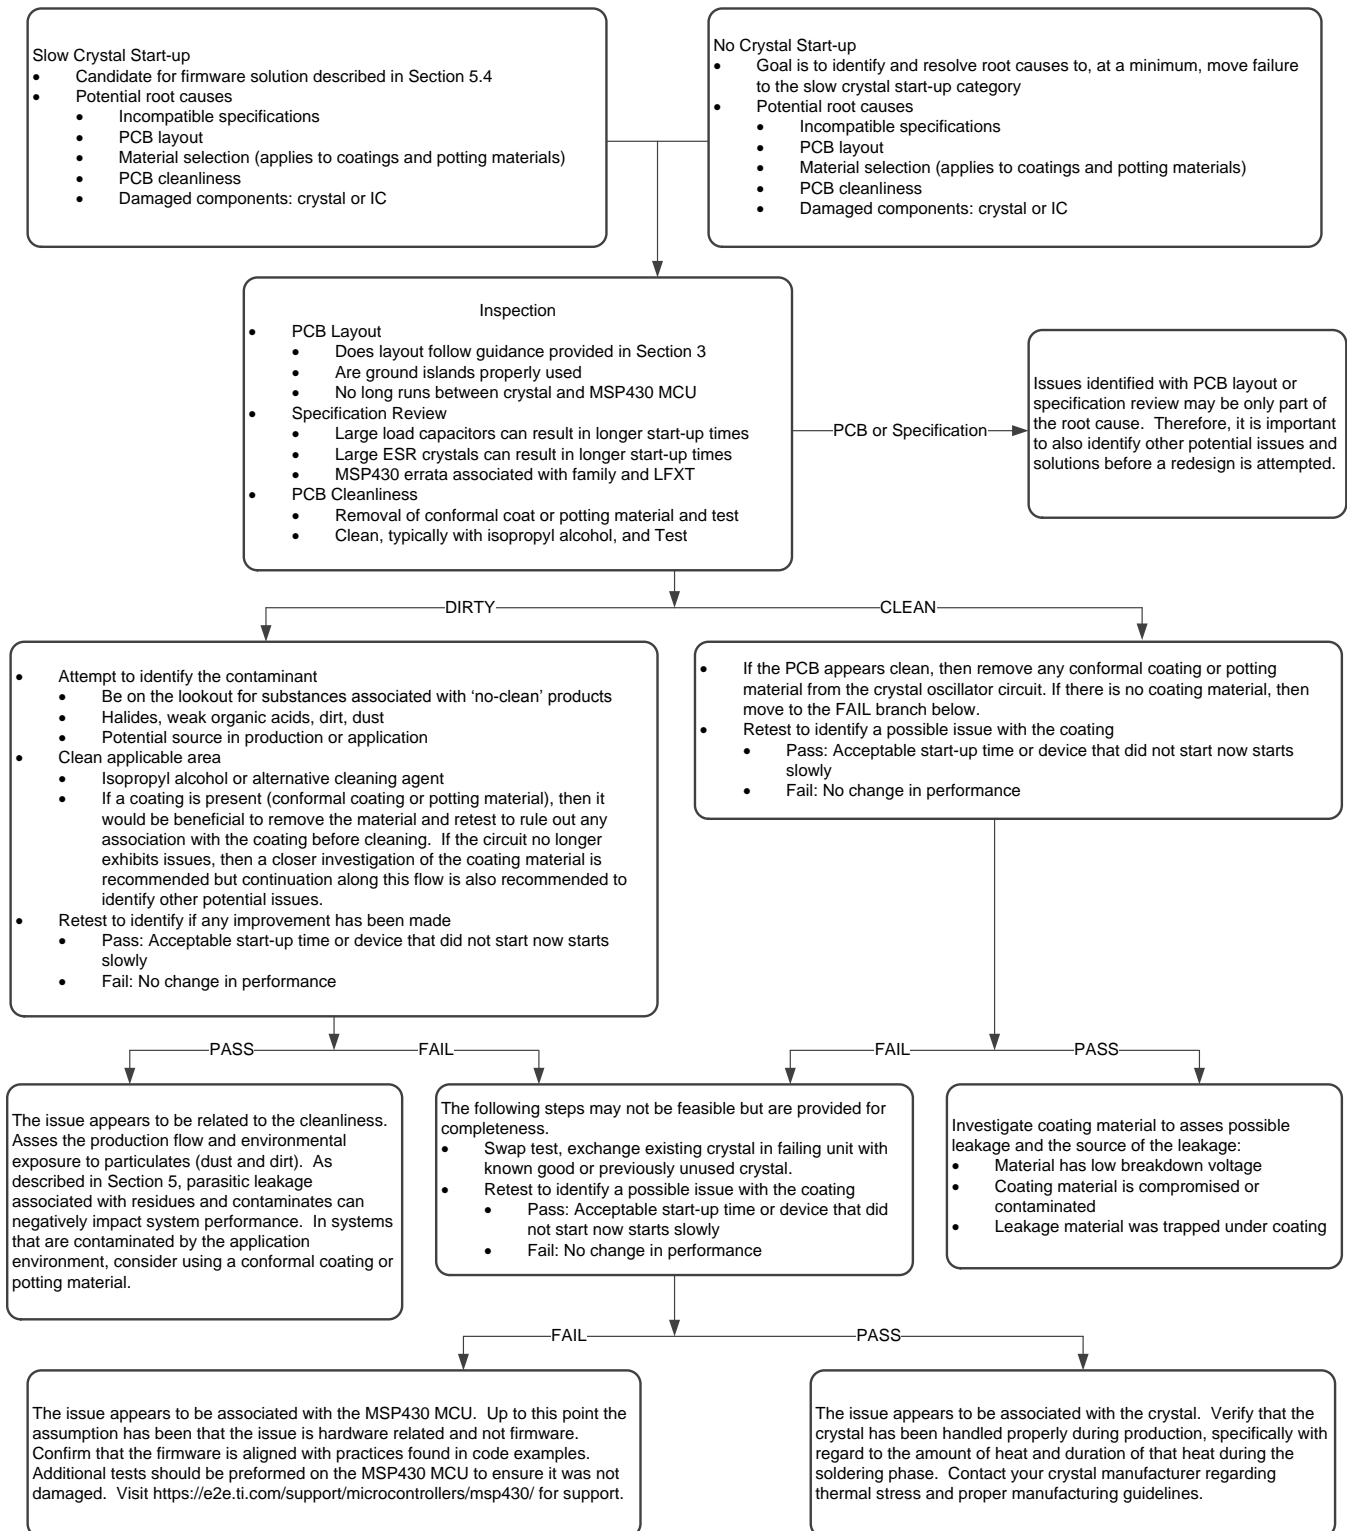 Slow Crystal Start-up
• Candidate for firmware solution described in Section 5.4
• Potential root causes
• Incompatible specifications
• PCB layout
• Material selection (applies to coatings and potting materials)
• PCB cleanliness
• Damaged components: crystal or IC
No Crystal Start-up
• Goal is to identify and resolve root causes to, at a minimum, move failure
to the slow crystal start-up category
• Potential root causes
• Incompatible specifications
• PCB layout
• Material selection (applies to coatings and potting materials)
• PCB cleanliness
• Damaged components: crystal or IC
Inspection
• PCB Layout
• Does layout follow guidance provided in Section 3
• Are ground islands properly used
• No long runs between crystal and MSP430 MCU
• Specification Review
• Large load capacitors can result in longer start-up times
• Large ESR crystals can result in longer start-up times
• MSP430 errata associated with family and LFXT
• PCB Cleanliness
• Removal of conformal coat or potting material and test
• Clean, typically with isopropyl alcohol, and Test
PCB or Specification
Issues identified with PCB layout or
specification review may be only part of
the root cause. Therefore, it is important
to also identify other potential issues and
solutions before a redesign is attempted.
DIRTY
CLEAN
• Attempt to identify the contaminant
• Be on the lookout for substances associated with ‘no-clean’ products
• Halides, weak organic acids, dirt, dust
• Potential source in production or application
• Clean applicable area
• Isopropyl alcohol or alternative cleaning agent
• If a coating is present (conformal coating or potting material), then it
would be beneficial to remove the material and retest to rule out any
association with the coating before cleaning. If the circuit no longer
exhibits issues, then a closer investigation of the coating material is
recommended but continuation along this flow is also recommended to
identify other potential issues.
• Retest to identify if any improvement has been made
• Pass: Acceptable start-up time or device that did not start now starts
slowly
• Fail: No change in performance
• If the PCB appears clean, then remove any conformal coating or potting
material from the crystal oscillator circuit. If there is no coating material, then
move to the FAIL branch below.
• Retest to identify a possible issue with the coating
• Pass: Acceptable start-up time or device that did not start now starts
slowly
• Fail: No change in performance
PASS
FAIL
FAIL
PASS
The issue appears to be related to the cleanliness.
Asses the production flow and environmental
exposure to particulates (dust and dirt). As
described in Section 5, parasitic leakage
associated with residues and contaminates can
negatively impact system performance. In systems
that are contaminated by the application
environment, consider using a conformal coating or
potting material.
The following steps may not be feasible but are provided for
completeness.
• Swap test, exchange existing crystal in failing unit with
known good or previously unused crystal.
• Retest to identify a possible issue with the coating
• Pass: Acceptable start-up time or device that did
not start now starts slowly
• Fail: No change in performance
Investigate coating material to asses possible
leakage and the source of the leakage:
• Material has low breakdown voltage
• Coating material is compromised or
contaminated
• Leakage material was trapped under coating
FAIL
PASS
The issue appears to be associated with the MSP430 MCU. Up to this point the
assumption has been that the issue is hardware related and not firmware.
Confirm that the firmware is aligned with practices found in code examples.
Additional tests should be preformed on the MSP430 MCU to ensure it was not
damaged. Visit https://e2e.ti.com/support/microcontrollers/msp430/ for support.
The issue appears to be associated with the crystal. Verify that the
crystal has been handled properly during production, specifically with
regard to the amount of heat and duration of that heat during the
soldering phase. Contact your crystal manufacturer regarding
thermal stress and proper manufacturing guidelines.